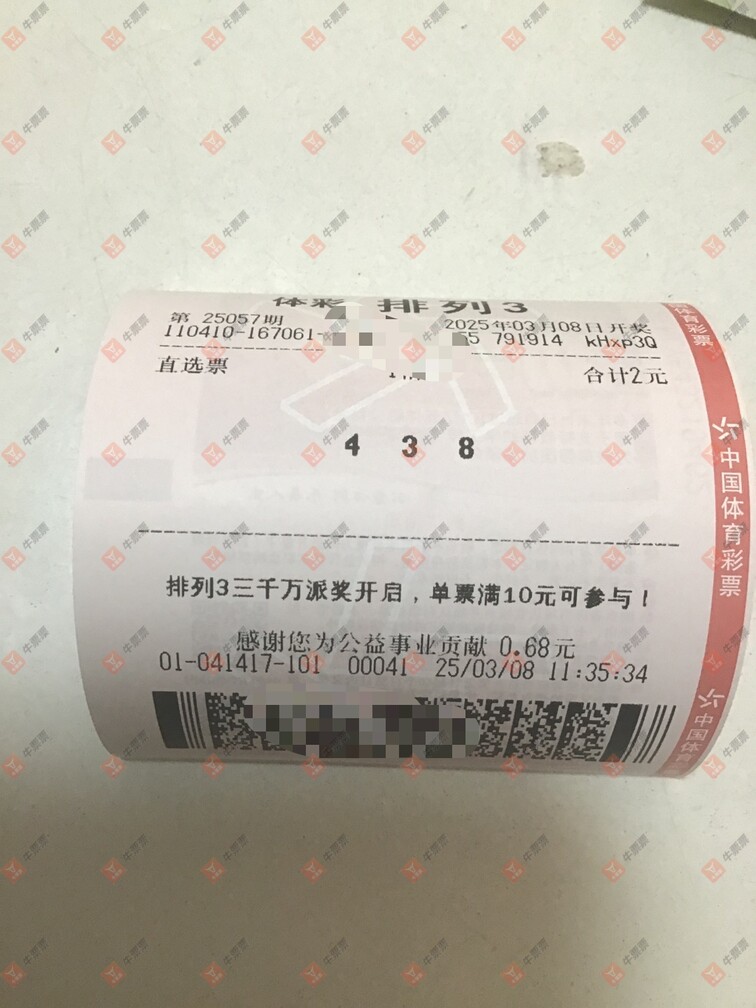 体彩 排列3
第 25057期 2025年03月08日开奖
110410-167061- 55 791914 kHxp3Q
直选票 合计2元
4 3 8
排列3三千万派奖开启，单票满10元可参与！
感谢您为公益事业贡献 0.68元
01-041417-101 00041 25/03/08 11:35:34
国体育彩票
中国体育彩票
中国体育
牛票票